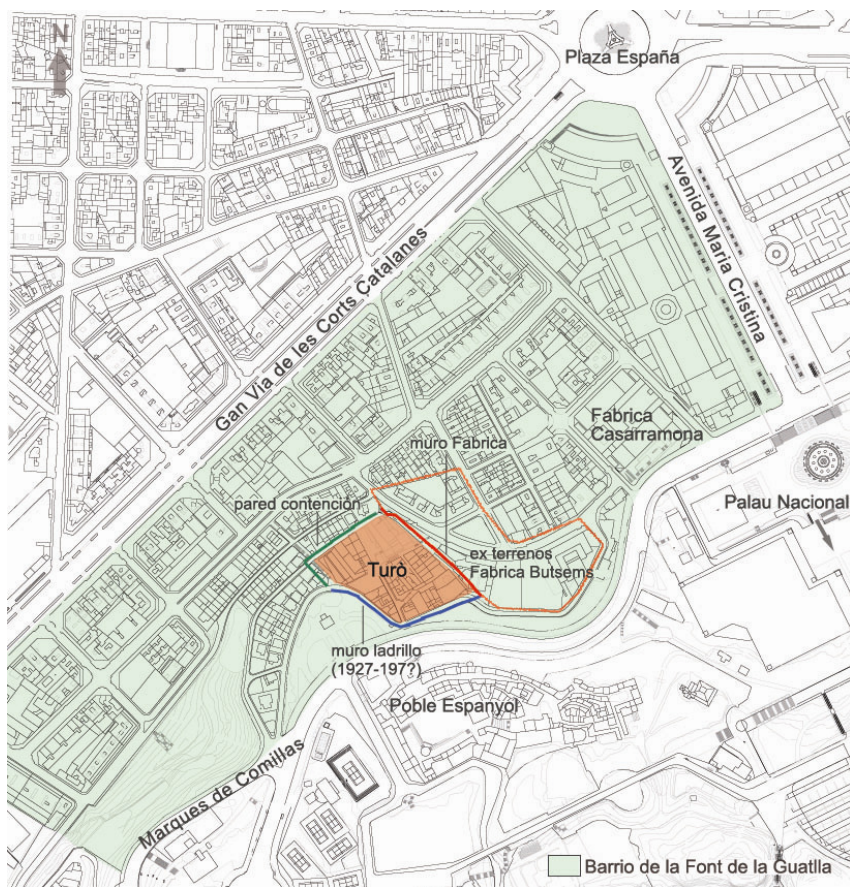 N
Plaza España
Avenida Maria Cristina
Gan Via de les Corts Catalanes
Fabrica
Casarramona
muro Fabrica
pared contención
Palau Nacional
ex terrenos
Fabrica Butsems
Turò
muro ladrillo
(1927-197?)
Poble Espanyol
Marques de Comillas
Barrio de la Font de la Guatlla